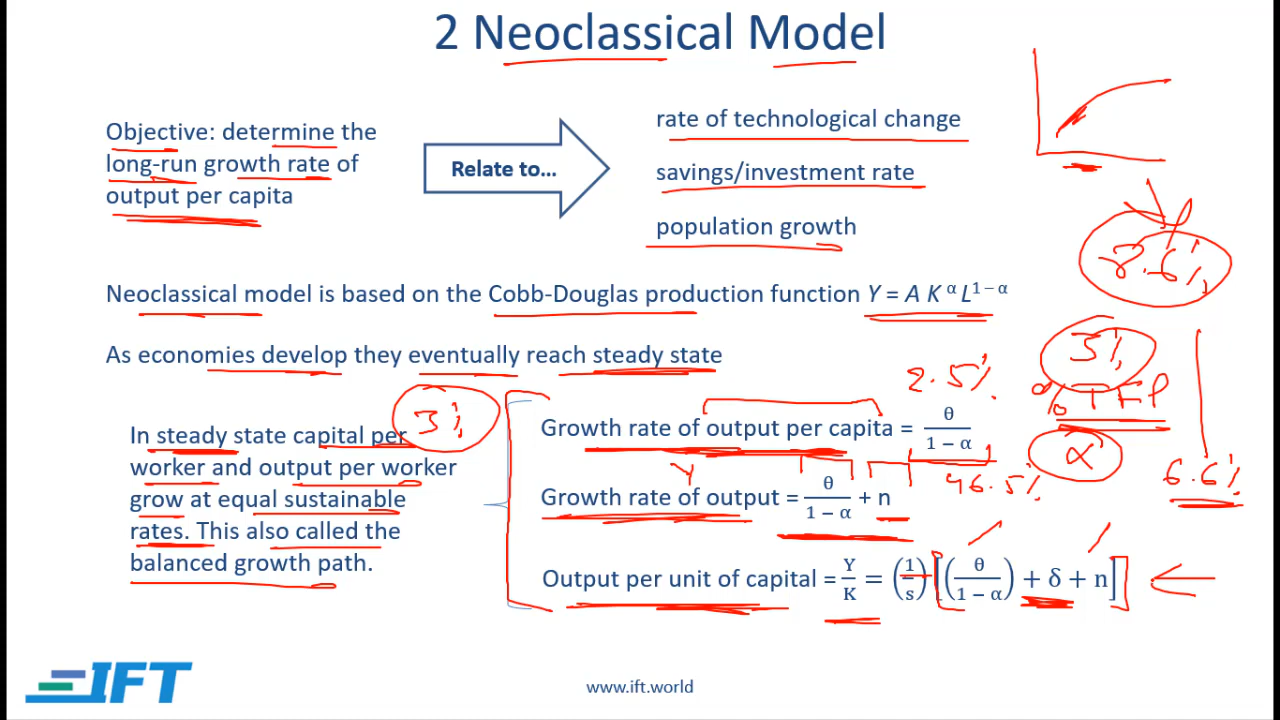 2 Neoclassical Model
Objective: determine the
long-run growth rate of
output per capita
Relate to...
rate of technological change
savings/investment rate
population growth
Neoclassical model is based on the Cobb-Douglas production function Y = A K^α L^1−α
As economies develop they eventually reach steady state
In steady state capital per
worker and output per worker
grow at equal sustainable
rates. This also called the
balanced growth path.
3%
Growth rate of output per capita = θ/(1 − α)
2.5%
Y
Growth rate of output = θ/(1 − α) + n
46.5%
Output per unit of capital = Y/K = (1/s) [(θ/(1 − α)) + δ + n]
3%
% TFP
α
6.6%
IFT
www.ift.world